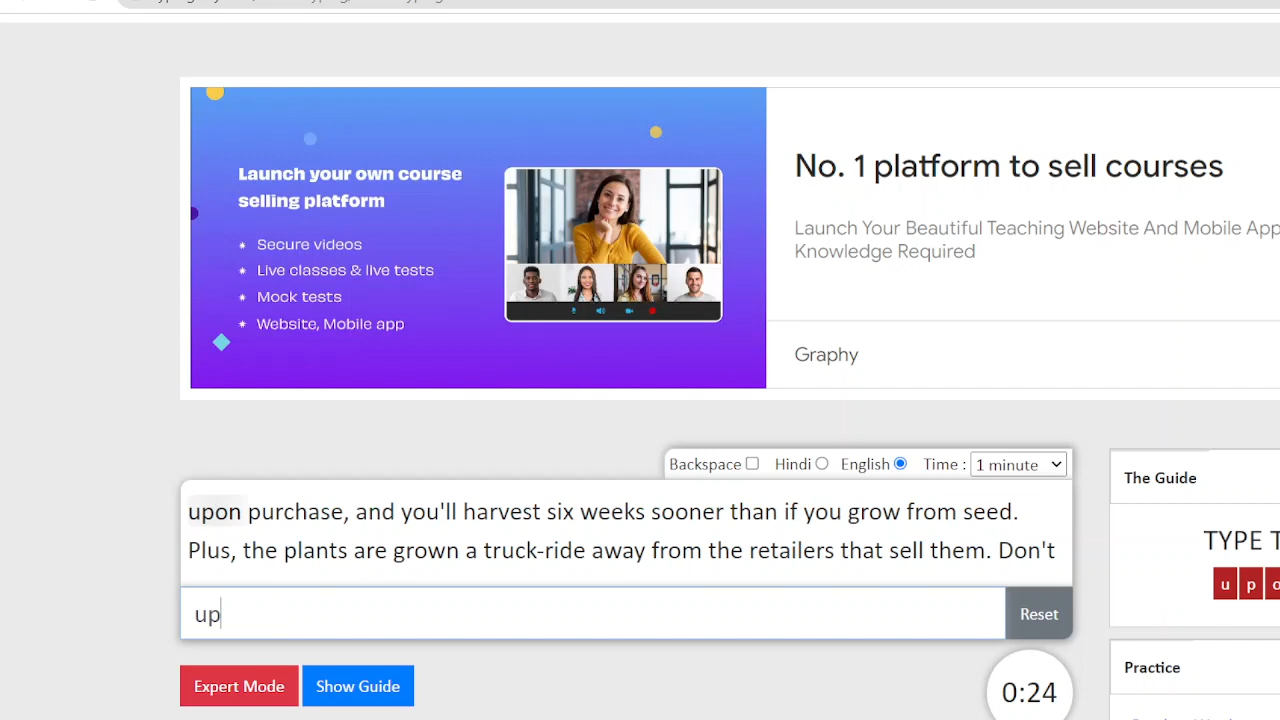 Launch your own course
selling platform
Secure videos
Live classes & live tests
Mock tests
Website, Mobile app
No. 1 platform to sell courses
Launch Your Beautiful Teaching Website And Mobile App
Knowledge Required
Graphy
Backspace Hindi English Time : 1 minute
upon purchase, and you'll harvest six weeks sooner than if you grow from seed.
Plus, the plants are grown a truck-ride away from the retailers that sell them. Don't
up
Reset
Expert Mode Show Guide
0:24
The Guide
TYPE T
u p o
Practice